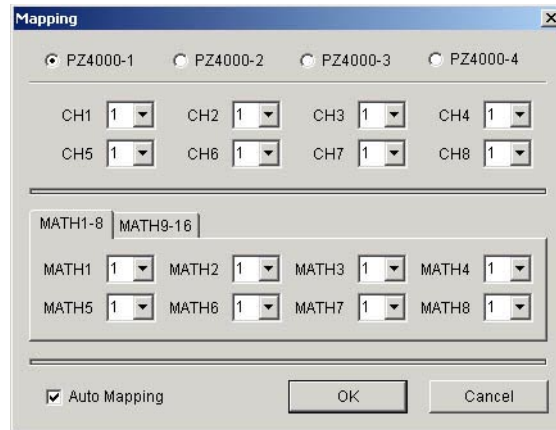 Mapping
PZ4000-1 PZ4000-2 PZ4000-3 PZ4000-4
CH1 1 CH2 1 CH3 1 CH4 1
CH5 1 CH6 1 CH7 1 CH8 1
MATH1-8 MATH9-16
MATH1 1 MATH2 1 MATH3 1 MATH4 1
MATH5 1 MATH6 1 MATH7 1 MATH8 1
Auto Mapping OK Cancel